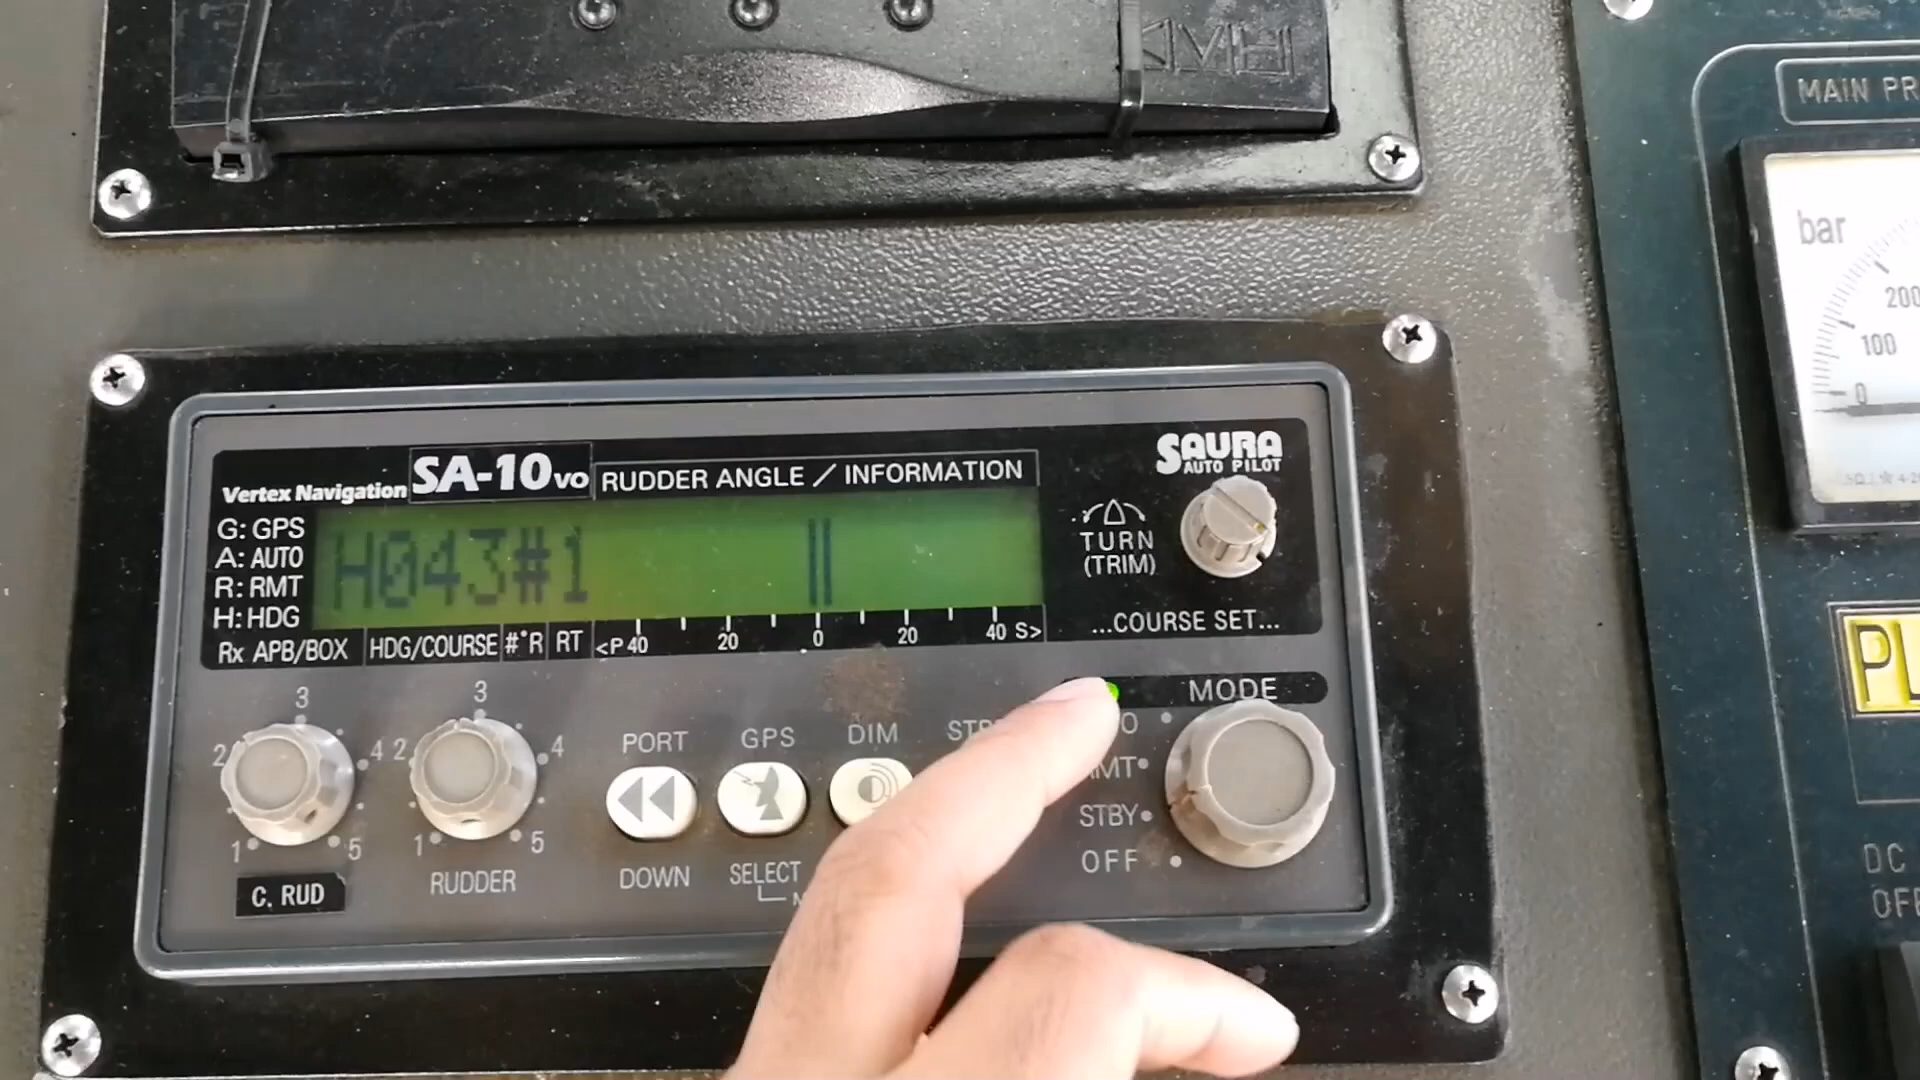 KMH
MAIN PR
bar
200
100
0
SAURA
AUTO PILOT
Vertex Navigation SA-10VO RUDDER ANGLE / INFORMATION
G: GPS
A: AUTO
R: RMT
H: HDG
H043#1
TURN
(TRIM)
...COURSE SET...
Rx APB/BOX HDG/COURSE #°R RT <P 40 20 0 20 40 S>
MODE
3
2 4
1 5
C. RUD
3
2 4
1 5
RUDDER
PORT GPS DIM
DOWN SELECT
STBY
OFF
PL
DC